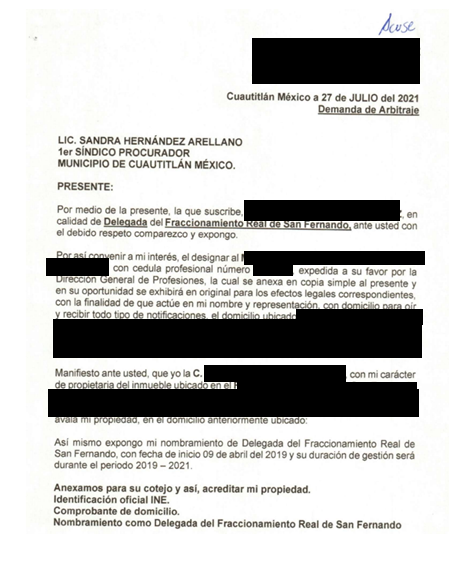 Acuse
Cuautitlán México a 27 de JULIO del 2021
Demanda de Arbitraje
LIC. SANDRA HERNÁNDEZ ARELLANO
1er SÍNDICO PROCURADOR
MUNICIPIO DE CUAUTITLÁN MÉXICO.
PRESENTE:
Por medio de la presente, la que suscribe, , en
calidad de Delegada del Fraccionamiento Real de San Fernando, ante usted con
el debido respeto comparezco y expongo.
Por así convenir a mi interés, el designar al
con cedula profesional número , expedida a su favor por la
Dirección General de Profesiones, la cual se anexa en copia simple al presente y
en su oportunidad se exhibirá en original para los efectos legales correspondientes,
con la finalidad de que actúe en mi nombre y representación, con domicilio para oír
y recibir todo tipo de notificaciones, el domicilio ubicado
Manifiesto ante usted, que yo la C. , con mi carácter
de propietaria del inmueble ubicado en el
avala mi propiedad, en el domicilio anteriormente ubicado.
Así mismo expongo mi nombramiento de Delegada del Fraccionamiento Real de
San Fernando, con fecha de inicio 09 de abril del 2019 y su duración de gestión será
durante el periodo 2019 – 2021.
Anexamos para su cotejo y así, acreditar mi propiedad.
Identificación oficial INE.
Comprobante de domicilio.
Nombramiento como Delegada del Fraccionamiento Real de San Fernando